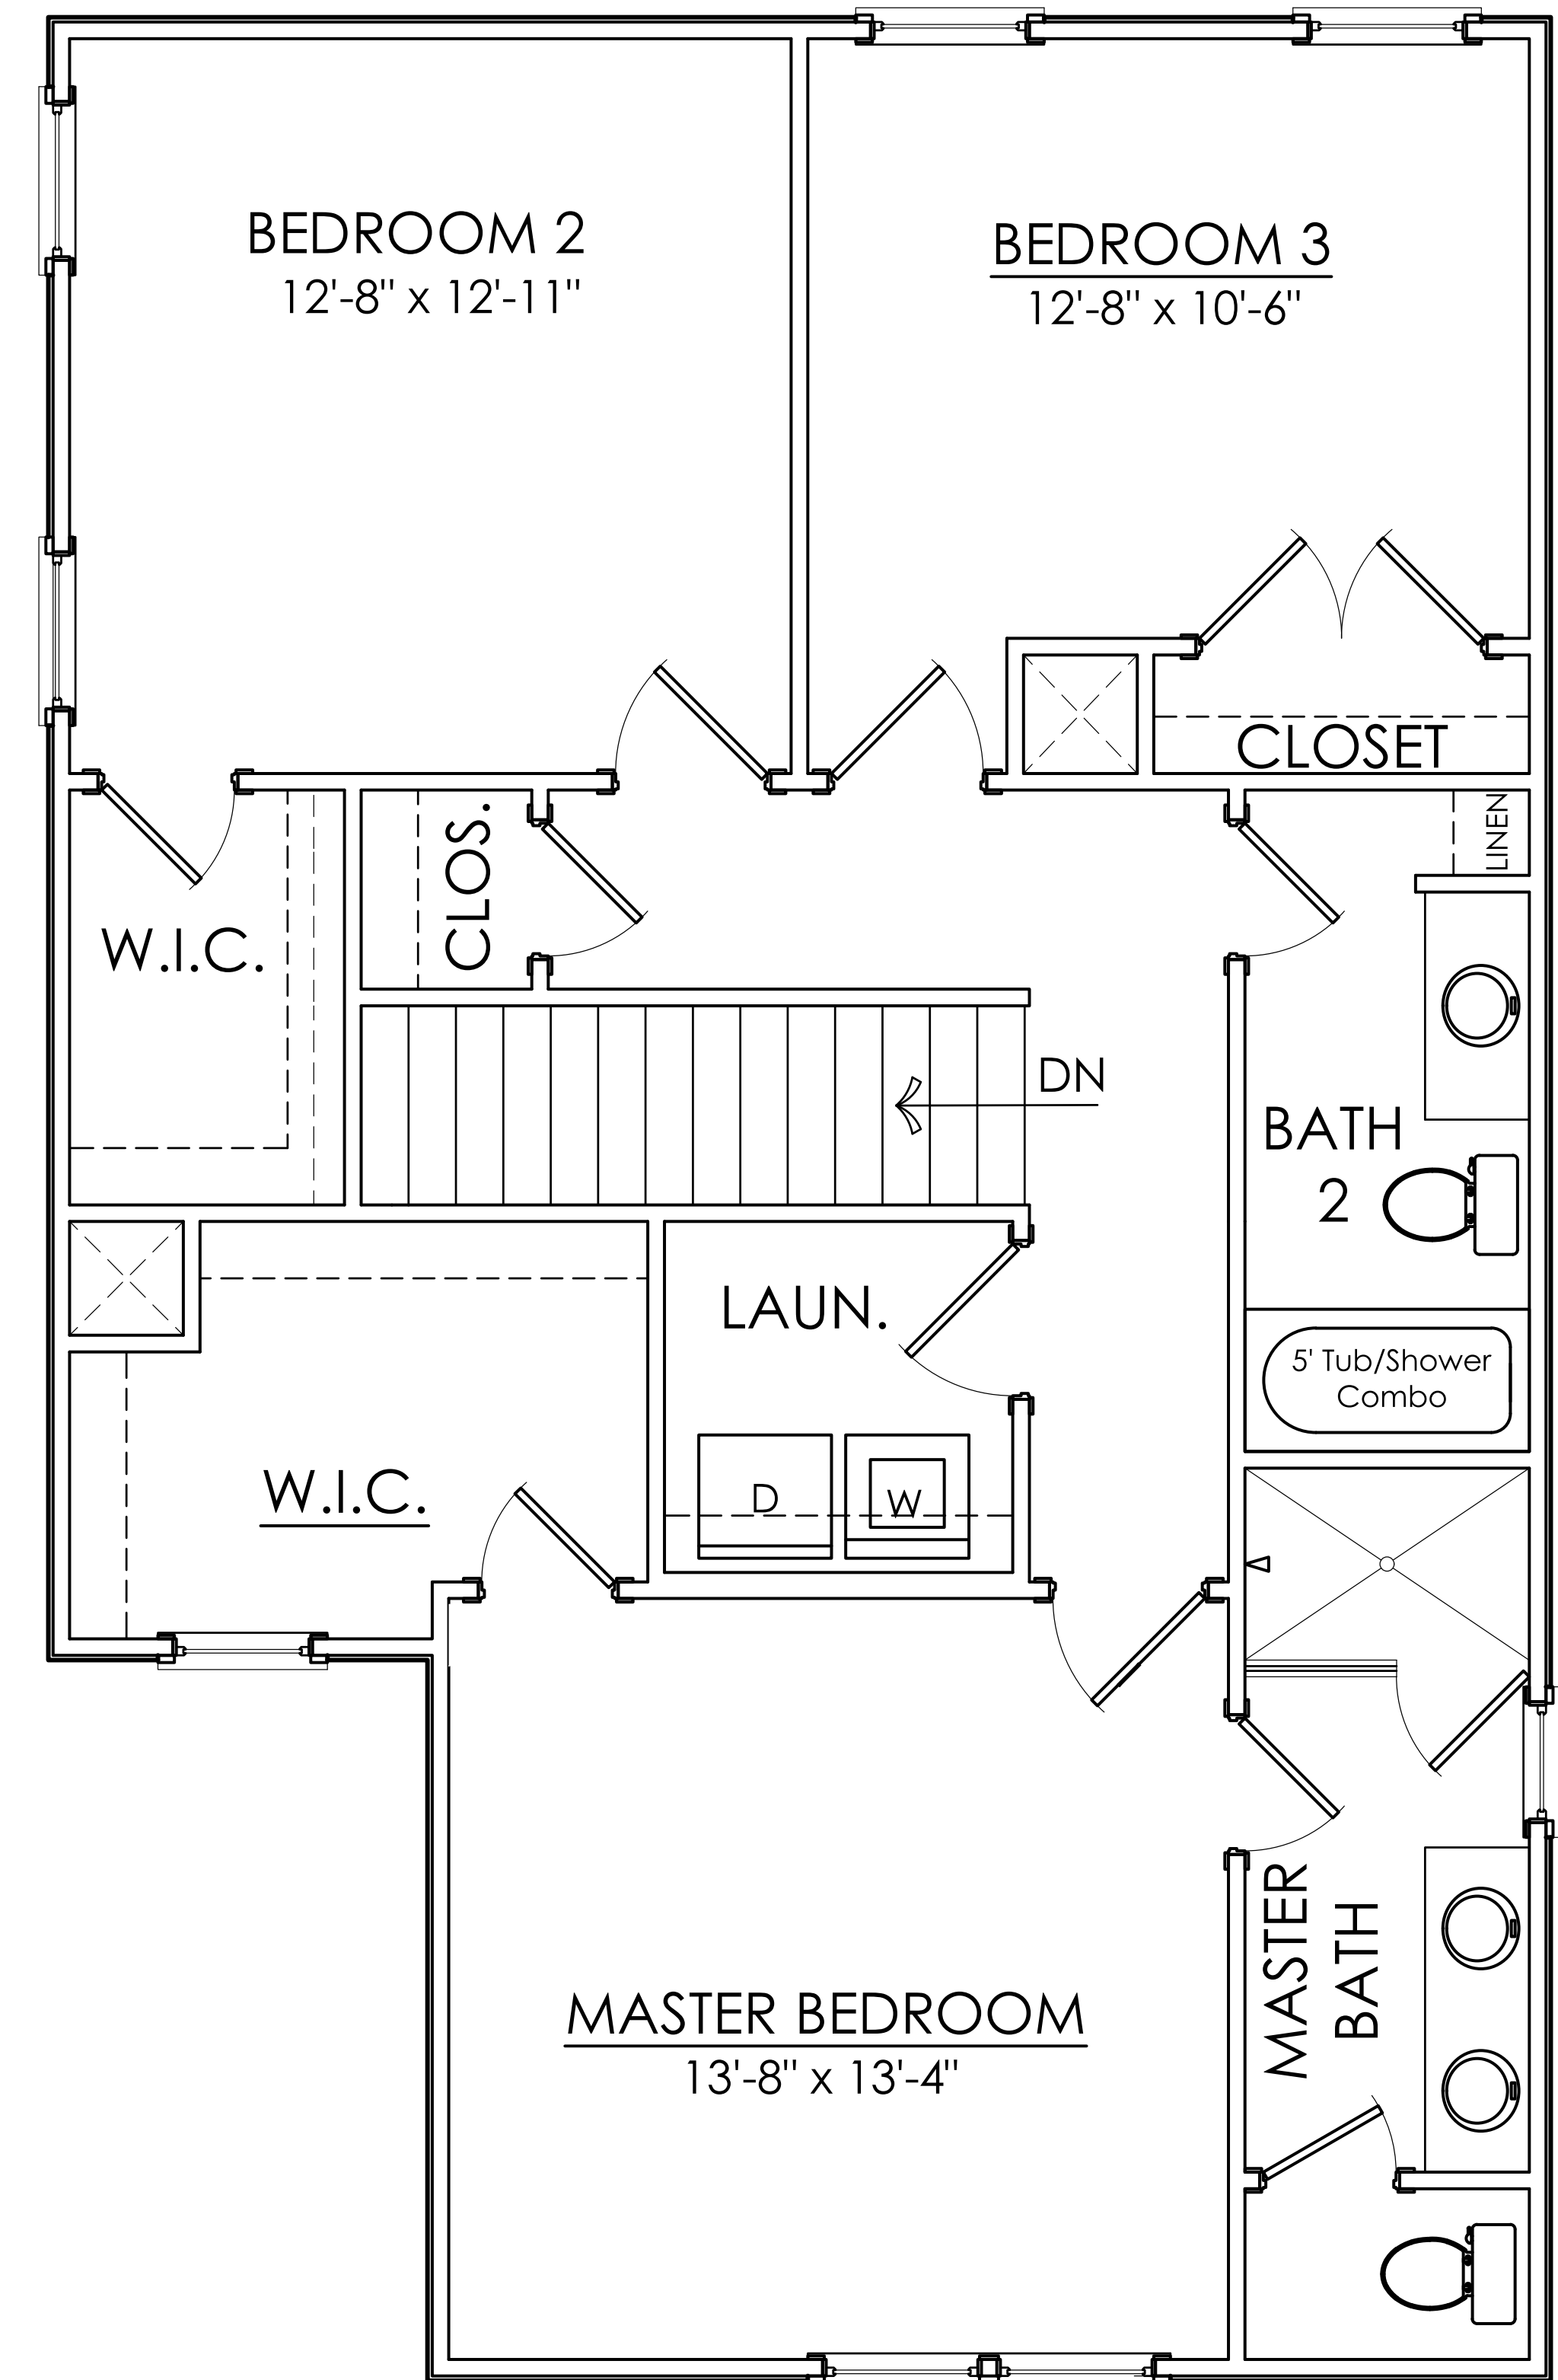 BEDROOM 2
12'-8" x 12'-11"
BEDROOM 3
12'-8" x 10'-6"
CLOSET
LINEN
CLOS.
W.I.C.
DN
BATH
2
LAUN.
5' Tub/Shower
Combo
W.I.C.
D
W
MASTER
BATH
MASTER BEDROOM
13'-8" x 13'-4"